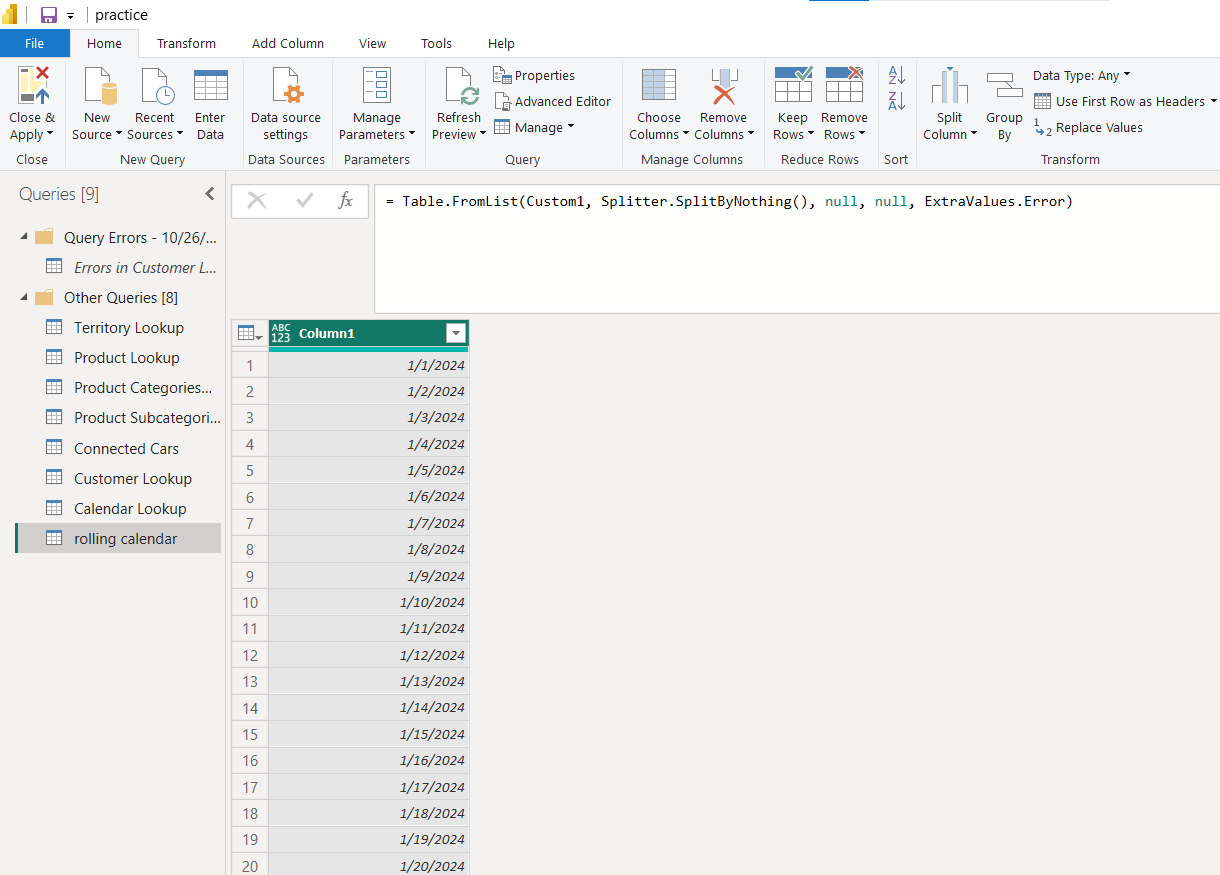 practice
File Home Transform Add Column View Tools Help
Close & Apply
New Source
Recent Sources
Enter Data
Data source settings
Manage Parameters
Refresh Preview
Properties
Advanced Editor
Manage
Choose Columns
Remove Columns
Keep Rows
Remove Rows
A Z
Z A
Split Column
Group By
Data Type: Any
Use First Row as Headers
1 2 Replace Values
Close New Query Data Sources Parameters Query Manage Columns Reduce Rows Sort Transform
Queries [9]
Query Errors - 10/26/...
Errors in Customer L...
Other Queries [8]
Territory Lookup
Product Lookup
Product Categories...
Product Subcategori...
Connected Cars
Customer Lookup
Calendar Lookup
rolling calendar
fx
= Table.FromList(Custom1, Splitter.SplitByNothing(), null, null, ExtraValues.Error)
ABC 123 Column1
1 1/1/2024
2 1/2/2024
3 1/3/2024
4 1/4/2024
5 1/5/2024
6 1/6/2024
7 1/7/2024
8 1/8/2024
9 1/9/2024
10 1/10/2024
11 1/11/2024
12 1/12/2024
13 1/13/2024
14 1/14/2024
15 1/15/2024
16 1/16/2024
17 1/17/2024
18 1/18/2024
19 1/19/2024
20 1/20/2024